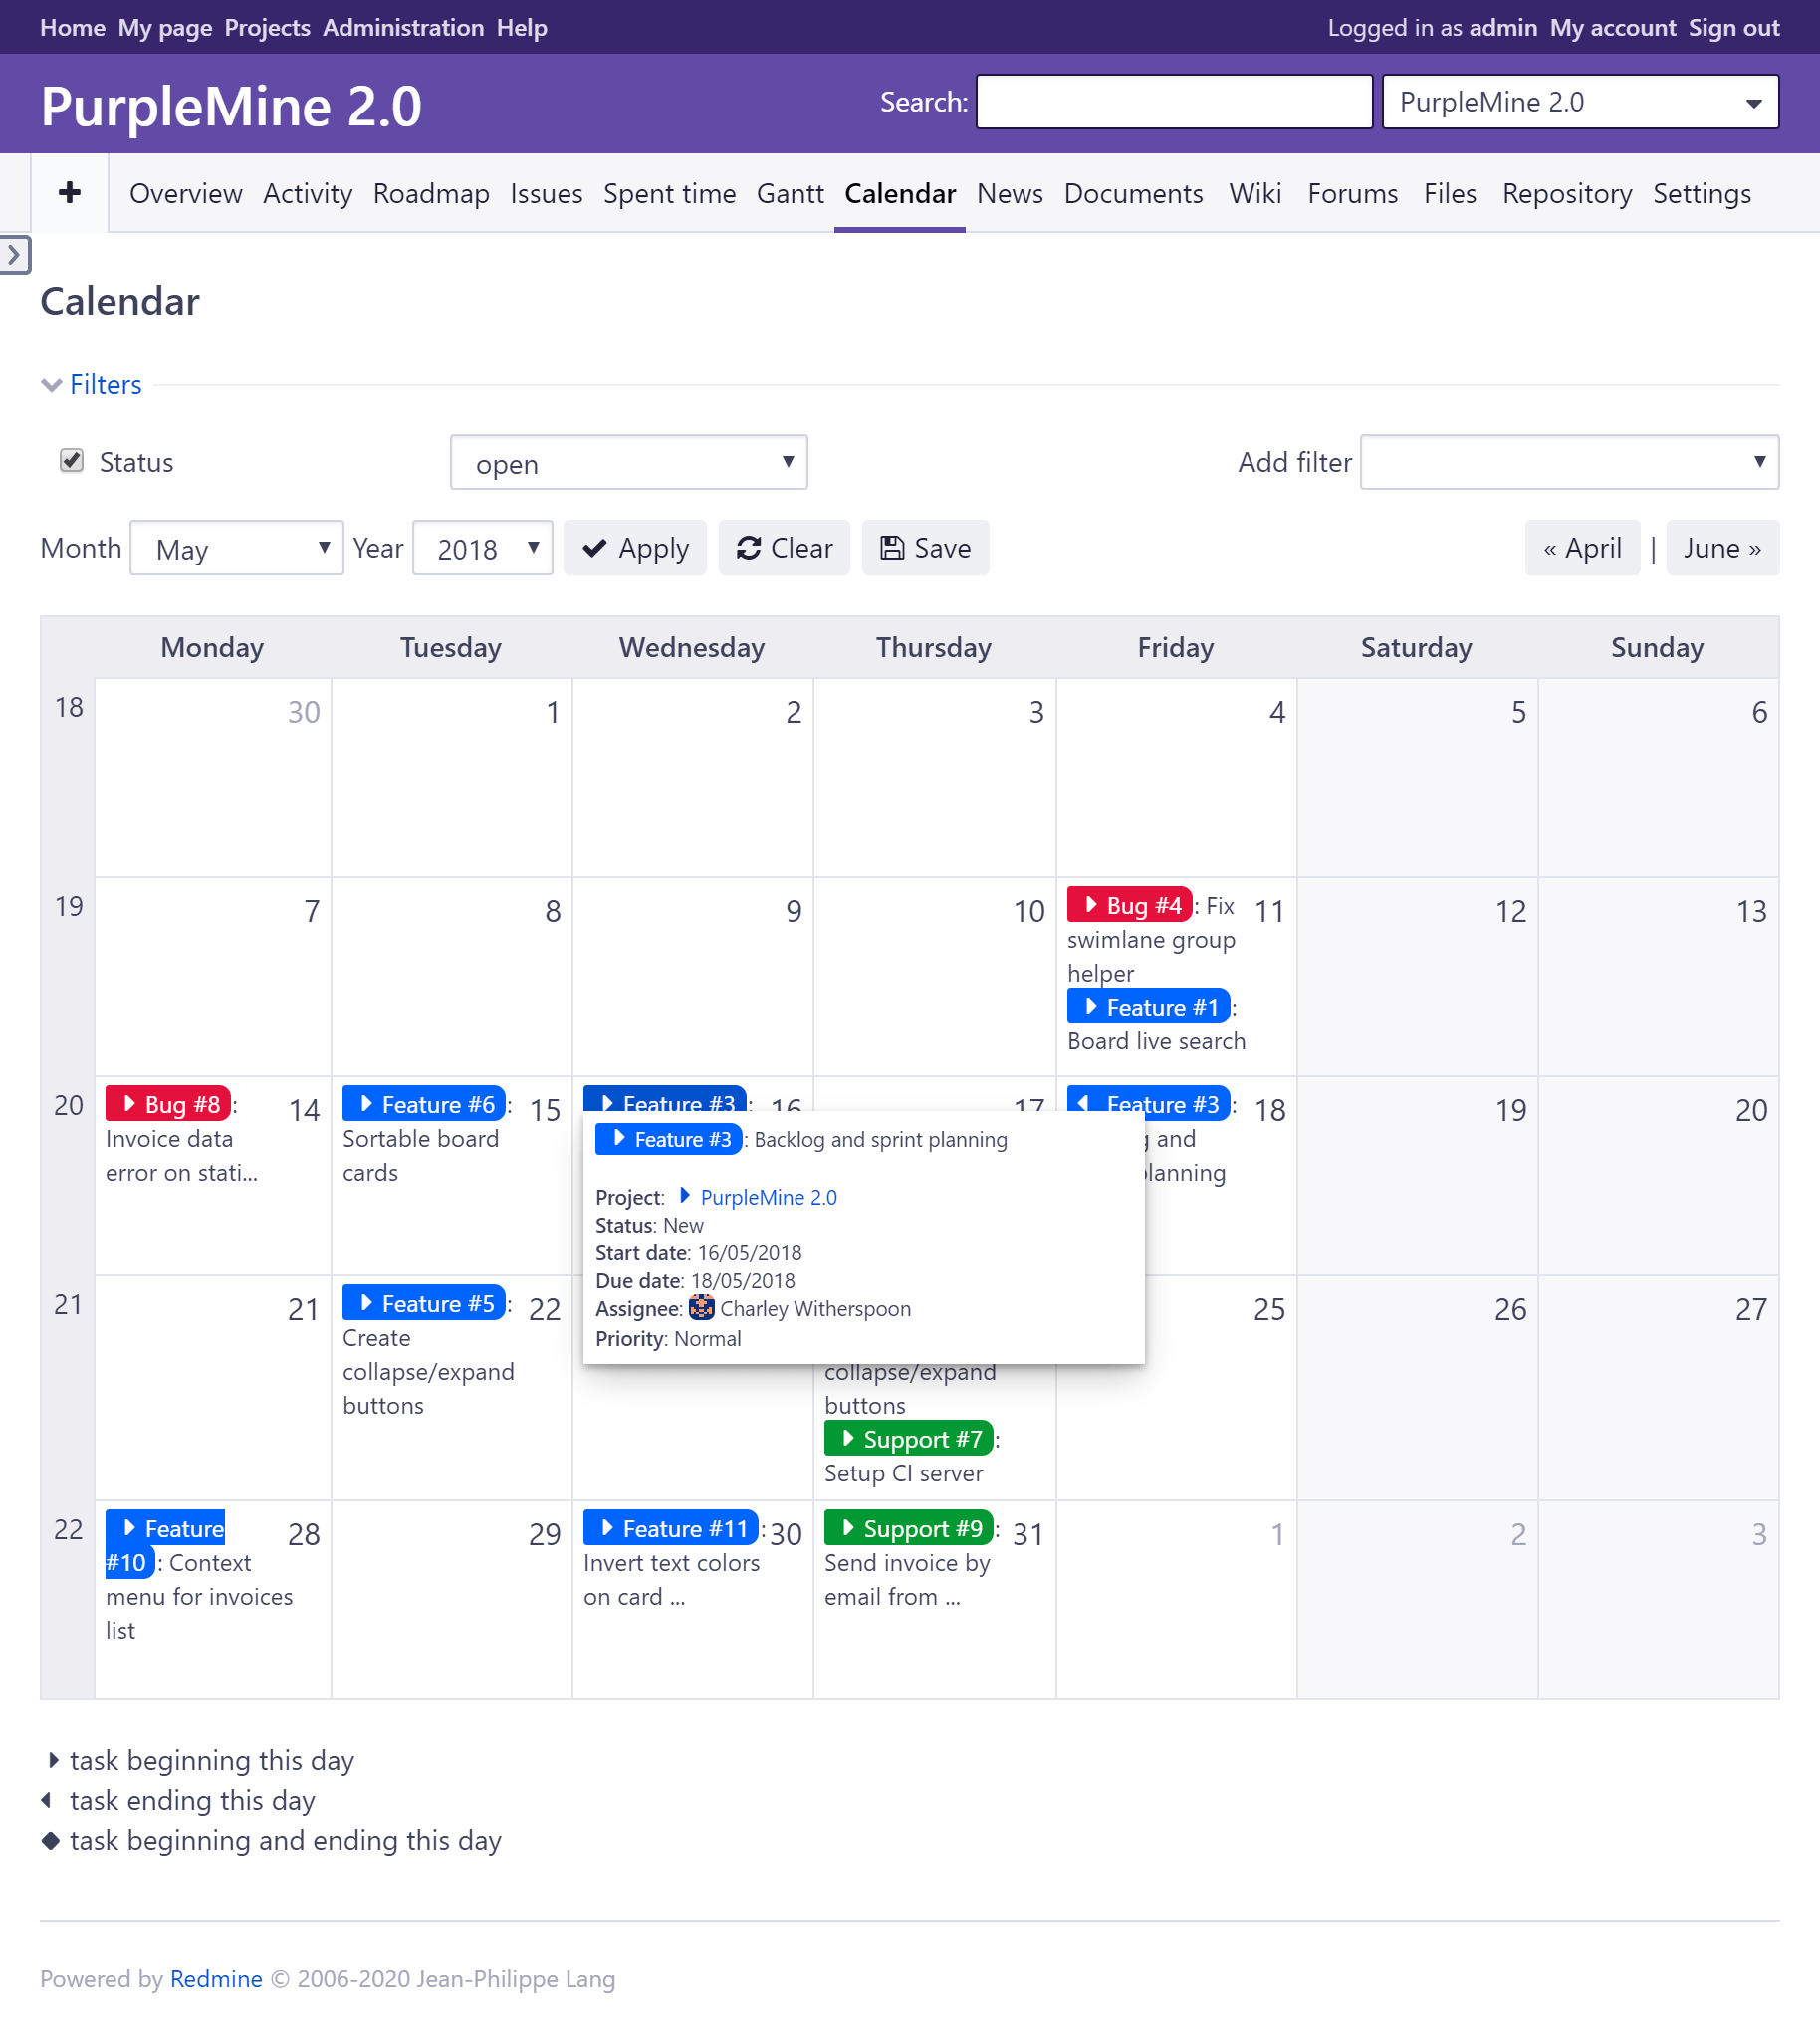 Home My page Projects Administration Help
Logged in as admin My account Sign out
PurpleMine 2.0
Search:
PurpleMine 2.0
Overview Activity Roadmap Issues Spent time Gantt Calendar News Documents Wiki Forums Files Repository Settings
Calendar
Filters
Status
open
Add filter
Month May Year 2018 Apply Clear Save
« April | June »
Monday Tuesday Wednesday Thursday Friday Saturday Sunday
18
30
1
2
3
4
5
6
19
7
8
9
10
11
Bug #4: Fix
swimlane group
helper
Feature #1:
Board live search
12
13
20
14
Bug #8:
Invoice data
error on stati...
15
Feature #6:
Sortable board
cards
16
Feature #3:
17
18
Feature #3:
and
lanning
19
20
Feature #3: Backlog and sprint planning
Project: PurpleMine 2.0
Status: New
Start date: 16/05/2018
Due date: 18/05/2018
Assignee: Charley Witherspoon
Priority: Normal
21
21
22
Feature #5:
Create
collapse/expand
buttons
collapse/expand
buttons
Support #7:
Setup CI server
25
26
27
22
28
Feature
#10: Context
menu for invoices
list
29
30
Feature #11:
Invert text colors
on card ...
31
Support #9:
Send invoice by
email from ...
1
2
3
task beginning this day
task ending this day
task beginning and ending this day
Powered by Redmine © 2006-2020 Jean-Philippe Lang